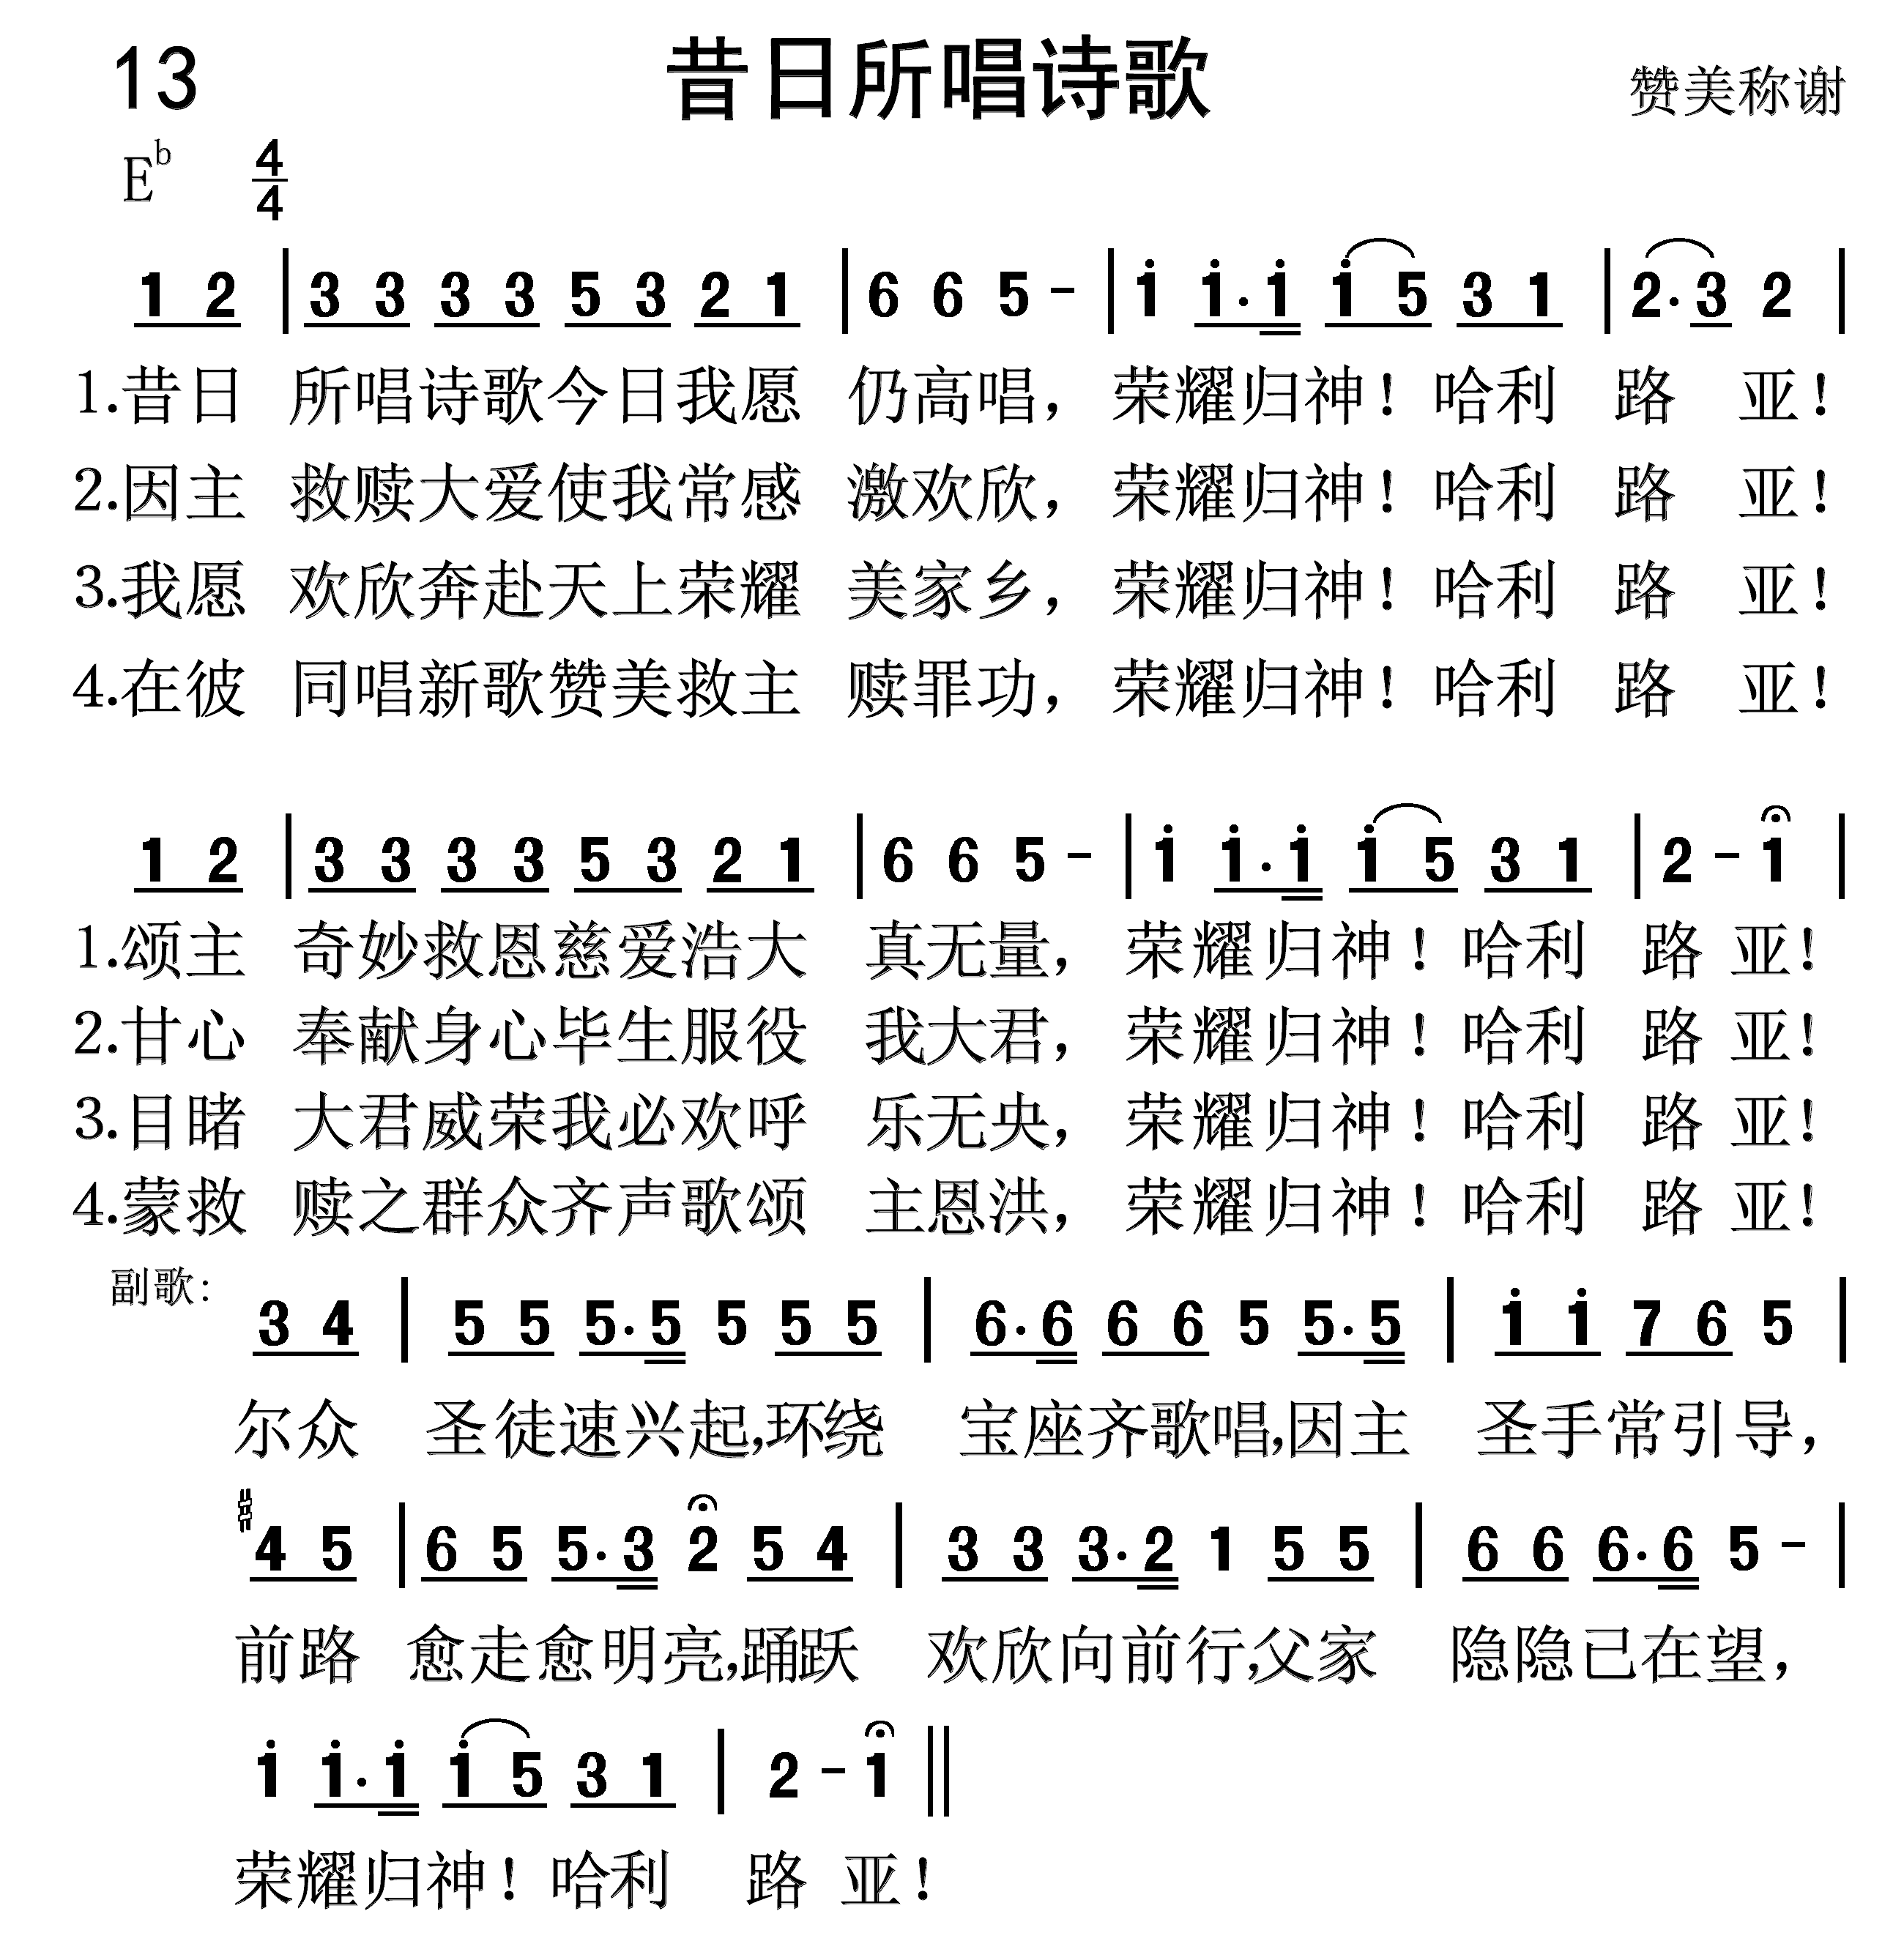 13 昔日所唱诗歌 赞美称谢
E♭ 4/4
1 2 | 3 3 3 3 5 3 2 1 | 6 6 5 - | i i· i i 5 3 1 | 2· 3 2 |
1.昔日 所唱诗歌今日我愿 仍高唱，荣耀归神！哈利 路 亚！
2.因主 救赎大爱使我常感 激欢欣，荣耀归神！哈利 路 亚！
3.我愿 欢欣奔赴天上荣耀 美家乡，荣耀归神！哈利 路 亚！
4.在彼 同唱新歌赞美救主 赎罪功，荣耀归神！哈利 路 亚！
1 2 | 3 3 3 3 5 3 2 1 | 6 6 5 - | i i· i i 5 3 1 | 2 - 1 |
1.颂主 奇妙救恩慈爱浩大 真无量，荣耀归神！哈利 路 亚！
2.甘心 奉献身心毕生服役 我大君，荣耀归神！哈利 路 亚！
3.目睹 大君威荣我必欢呼 乐无央，荣耀归神！哈利 路 亚！
4.蒙救 赎之群众齐声歌颂 主恩洪，荣耀归神！哈利 路 亚！
副歌： 3 4 | 5 5 5· 5 5 5 5 | 6· 6 6 6 5 5· 5 | i i 7 6 5 |
尔众 圣徒速兴起,环绕 宝座齐歌唱,因主 圣手常引导，
#4 5 | 6 5 5· 3 2 5 4 | 3 3 3· 2 1 5 5 | 6 6 6· 6 5 - |
前路 愈走愈明亮,踊跃 欢欣向前行,父家 隐隐已在望，
i i· i i 5 3 1 | 2 - 1 ||
荣耀归神！哈利 路 亚！